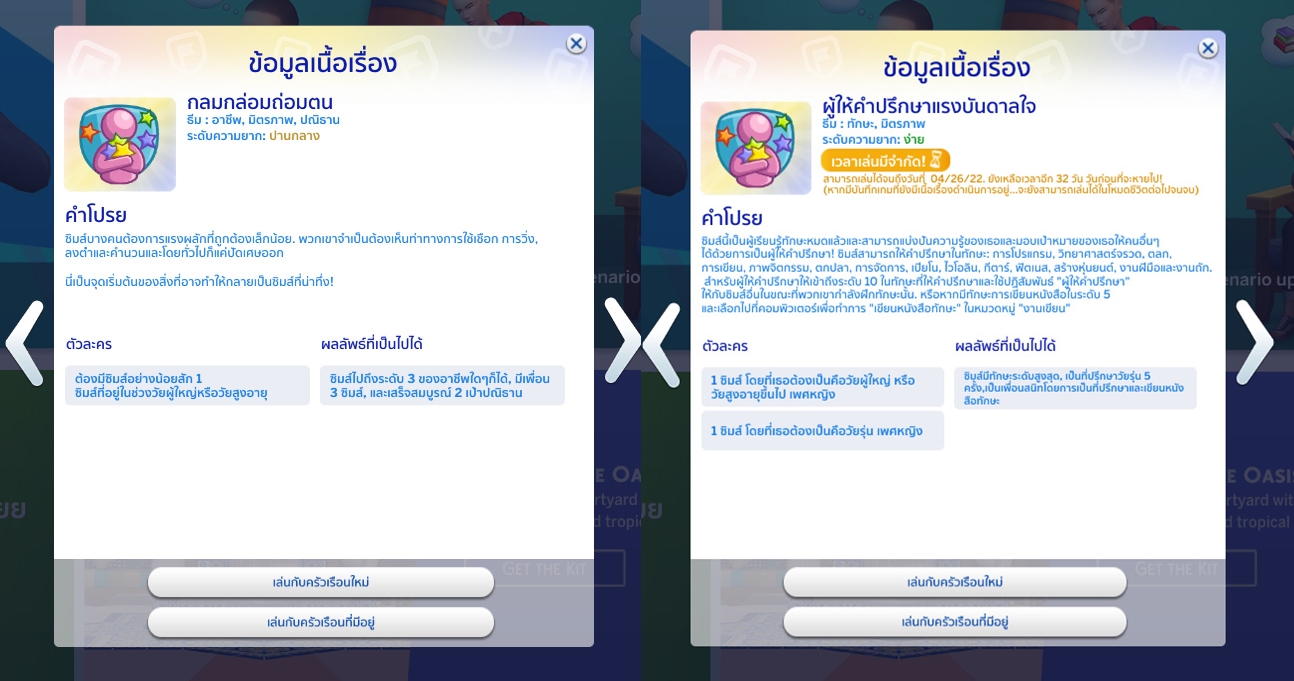 ข้อมูลเนื้อเรื่อง
กลมกล่อมถ่อมตน
ธีม : อาชีพ, มิตรภาพ, ปณิธาน
ระดับความยาก: ปานกลาง
คำโปรย
ซิมส์บางคนต้องการแรงผลักที่ถูกต้องเล็กน้อย. พวกเขาจำเป็นต้องเห็นท่าทางการใช้เชือก การวิ่ง,
ลงตำและคำนวนและโดยทั่วไปก็แค่ปัดเศษออก
นี่เป็นจุดเริ่มต้นของสิ่งที่อาจทำให้กลายเป็นซิมส์ที่น่าทึ่ง!
ตัวละคร
ผลลัพธ์ที่เป็นไปได้
ต้องมีซิมส์อย่างน้อยสัก 1
ซิมส์ที่อยู่ในช่วงวัยผู้ใหญ่หรือวัยสูงอายุ
ซิมส์ไปถึงระดับ 3 ของอาชีพใดๆก็ได้, มีเพื่อน
3 ซิมส์, และเสร็จสมบูรณ์ 2 เป้าปณิธาน
เล่นกับครัวเรือนใหม่
เล่นกับครัวเรือนที่มีอยู่
enario
E OA
rtyard
d tropi
GET THE KIT
ข้อมูลเนื้อเรื่อง
ผู้ให้คำปรึกษาแรงบันดาลใจ
ธีม : ทักษะ, มิตรภาพ
ระดับความยาก: ง่าย
เวลาเล่นมีจำกัด!
สามารถเล่นได้จนถึงวันที่ 04/26/22. ยังเหลือเวลาอีก 32 วัน วันก่อนที่จะหายไป!
(หากมีบันทึกเกมที่ยังมีเนื้อเรื่องดำเนินการอยู่...จะยังสามารถเล่นได้ในโหมดชีวิตต่อไปจนจบ)
คำโปรย
ซิมส์นี้เป็นผู้เรียนรู้ทักษะหมดแล้วและสามารถแบ่งปันความรู้ของเธอและมอบเป้าหมายของเธอให้คนอื่นๆ
ได้ด้วยการเป็นผู้ให้คำปรึกษา! ซิมส์สามารถให้คำปรึกษาในทักษะ: การโปรแกรม, วิทยาศาสตร์จรวด, ตลก,
การเขียน, ภาพจิตกรรม, ตกปลา, การจัดการ, เปียโน, ไวโอลิน, กีตาร์, ฟิตเนส, สร้างหุ่นยนต์, งานฝีมือและงานถัก.
สำหรับผู้ให้คำปรึกษาให้เข้าถึงระดับ 10 ในทักษะที่ให้คำปรึกษาและใช้ปฏิสัมพันธ์ "ผู้ให้คำปรึกษา"
ให้กับซิมส์อื่นในขณะที่พวกเขากำลังฝึกทักษะนั้น. หรือหากมีทักษะการเขียนหนังสือในระดับ 5
และเลือกไปที่คอมพิวเตอร์เพื่อทำการ "เขียนหนังสือทักษะ" ในหมวดหมู่ "งานเขียน"
ตัวละคร
ผลลัพธ์ที่เป็นไปได้
1 ซิมส์ โดยที่เธอต้องเป็นคือวัยผู้ใหญ่ หรือ
วัยสูงอายุขึ้นไป เพศหญิง
1 ซิมส์ โดยที่เธอต้องเป็นคือวัยรุ่น เพศหญิง
ซิมส์มีทักษะระดับสูงสุด, เป็นที่ปรึกษาวัยรุ่น 5
ครั้ง,เป็นเพื่อนสนิทโดยการเป็นที่ปรึกษาและเขียนหนัง
สือทักษะ
เล่นกับครัวเรือนใหม่
เล่นกับครัวเรือนที่มีอยู่
enario up
E OASIS
rtyard wit
d tropical
GET THE KIT